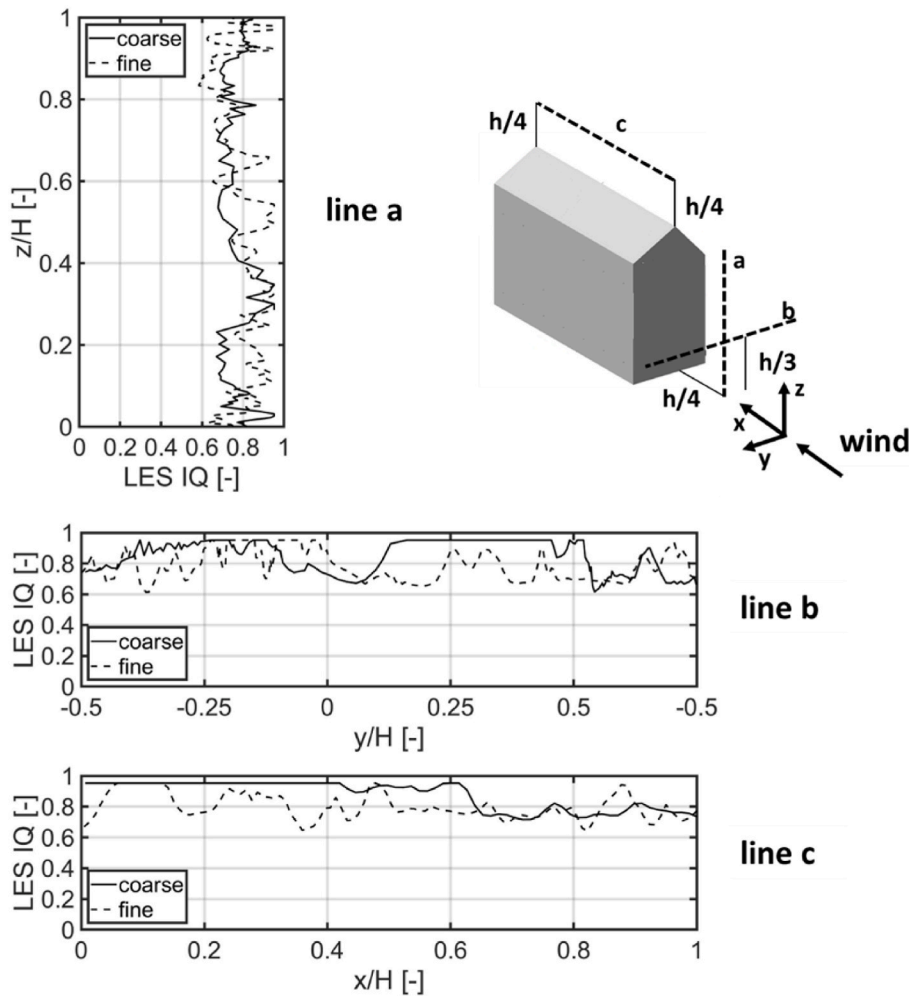 1
0.8
0.6
0.4
0.2
0
z/H [-]
coarse
fine
0 0.2 0.4 0.6 0.8 1
LES IQ [-]
line a
h/4
c
h/4
a
b
h/3
h/4
z
x
y
wind
1
0.8
0.6
0.4
0.2
0
LES IQ [-]
coarse
fine
-0.5 -0.25 0 0.25 0.5 -0.5
y/H [-]
line b
1
0.8
0.6
0.4
0.2
0
LES IQ [-]
coarse
fine
0 0.2 0.4 0.6 0.8 1
x/H [-]
line c